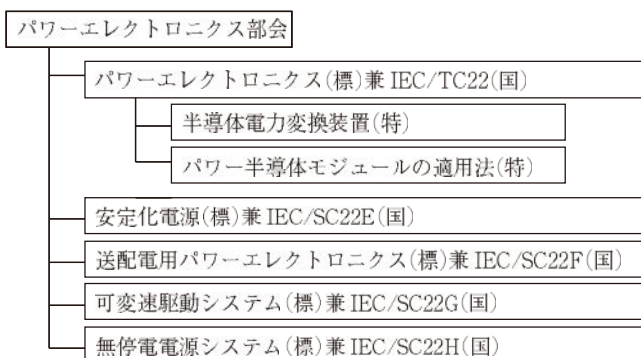 パワーエレクトロニクス部会
パワーエレクトロニクス(標)兼IEC/TC22(国)
半導体電力変換装置(特)
パワー半導体モジュールの適用法(特)
安定化電源(標)兼IEC/SC22E(国)
送配電用パワーエレクトロニクス(標)兼IEC/SC22F(国)
可変速駆動システム(標)兼IEC/SC22G(国)
無停電電源システム(標)兼IEC/SC22H(国)